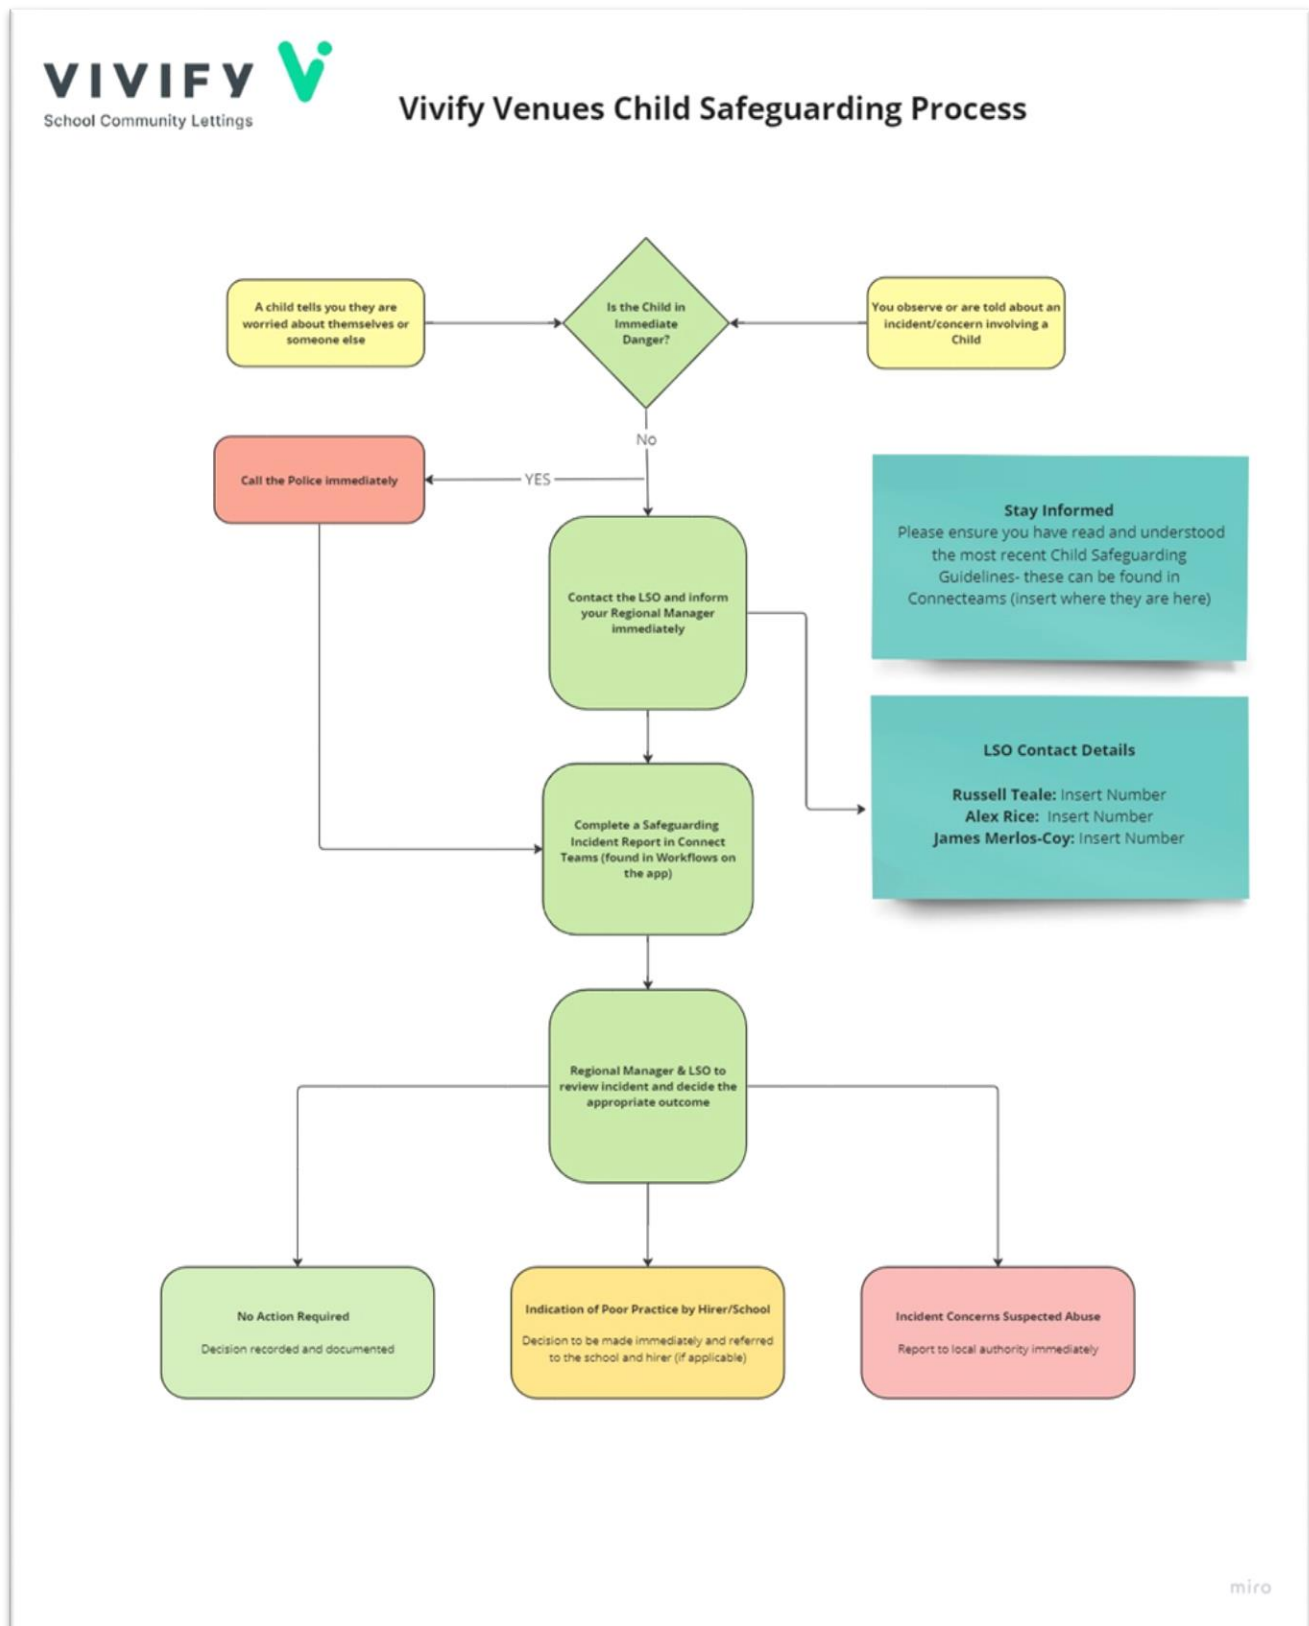 VIVIFY
School Community Lettings
Vivify Venues Child Safeguarding Process
A child tells you they are
worried about themselves or
someone else
Is the Child in
Immediate
Danger?
You observe or are told about an
incident/concern involving a
Child
No
YES
Call the Police immediately
Contact the LSO and inform
your Regional Manager
immediately
Stay Informed
Please ensure you have read and understood
the most recent Child Safeguarding
Guidelines- these can be found in
Connecteams (insert where they are here)
LSO Contact Details
Russell Teale: Insert Number
Alex Rice: Insert Number
James Merlos-Coy: Insert Number
Complete a Safeguarding
Incident Report in Connect
Teams (found in Workflows on
the app)
Regional Manager & LSO to
review incident and decide the
appropriate outcome
No Action Required
Decision recorded and documented
Indication of Poor Practice by Hirer/School
Decision to be made immediately and referred
to the school and hirer (if applicable)
Incident Concerns Suspected Abuse
Report to local authority immediately
miro